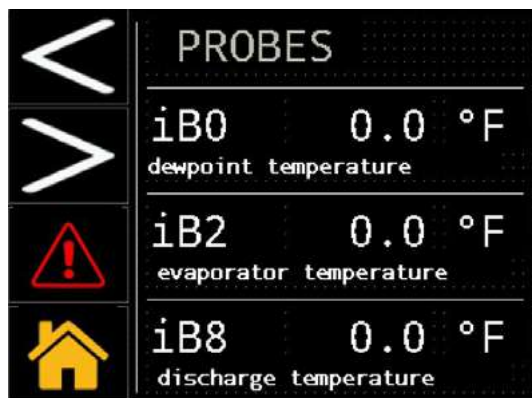 PROBES
iB0 0.0 °F
dewpoint temperature
iB2 0.0 °F
evaporator temperature
iB8 0.0 °F
discharge temperature